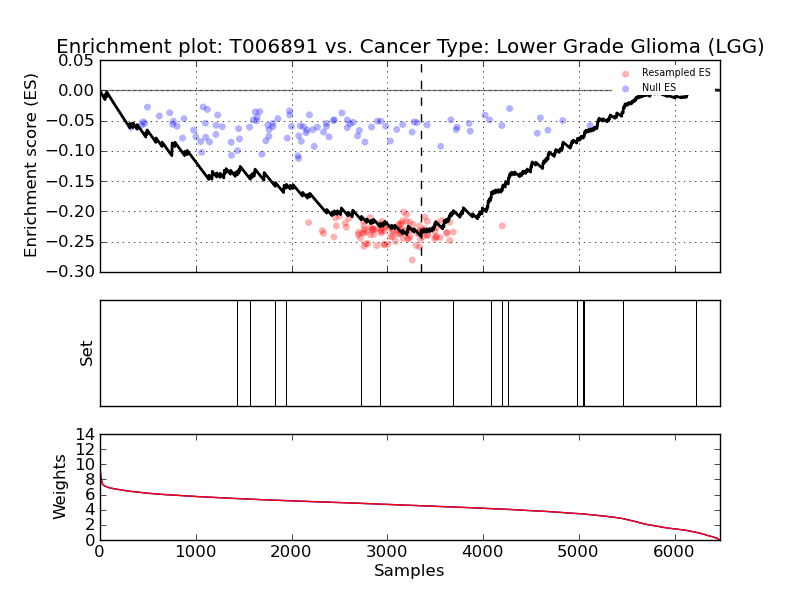 Enrichment plot: T006891 vs. Cancer Type: Lower Grade Glioma (LGG)
0.05
0.00
−0.05
−0.10
−0.15
−0.20
−0.25
−0.30
Enrichment score (ES)
Resampled ES
Null ES
Set
14
12
10
8
6
4
2
0
Weights
0 1000 2000 3000 4000 5000 6000
Samples